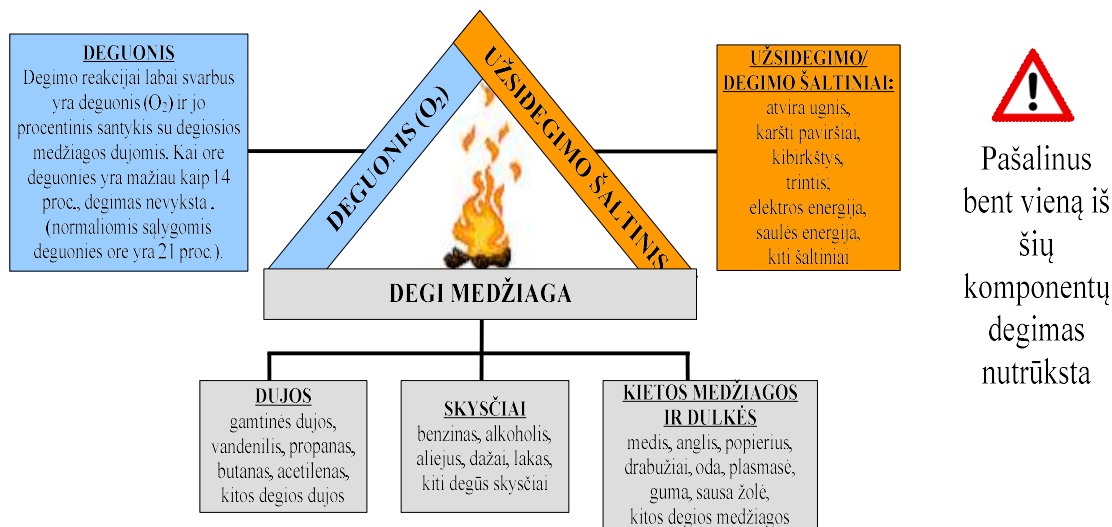 DEGUONIS
Degimo reakcijai labai svarbus
yra deguonis (O₂) ir jo
procentinis santykis su degiosios
medžiagos dujomis. Kai ore
deguonies yra mažiau kaip 14
proc., degimas nevyksta .
(normaliomis sąlygomis
deguonies ore yra 21 proc.).
DEGUONIS (O₂)
UŽSIDEGIMO ŠALTINIS
UŽSIDEGIMO/
DEGIMO ŠALTINIAI:
atvira ugnis,
karšti paviršiai,
kibirkštys,
trintis;
elektros energija,
saulės energija,
kiti šaltiniai
Pašalinus
bent vieną iš
šių
komponentų
degimas
nutrūksta
DEGI MEDŽIAGA
DUJOS
gamtinės dujos,
vandenilis, propanas,
butanas, acetilenas,
kitos degios dujos
SKYSČIAI
benzinas, alkoholis,
aliejus, dažai, lakas,
kiti degūs skysčiai
KIETOS MEDŽIAGOS
IR DULKĖS
medis, anglis, popierius,
drabužiai, oda, plasmasė,
guma, sausa žolė,
kitos degios medžiagos